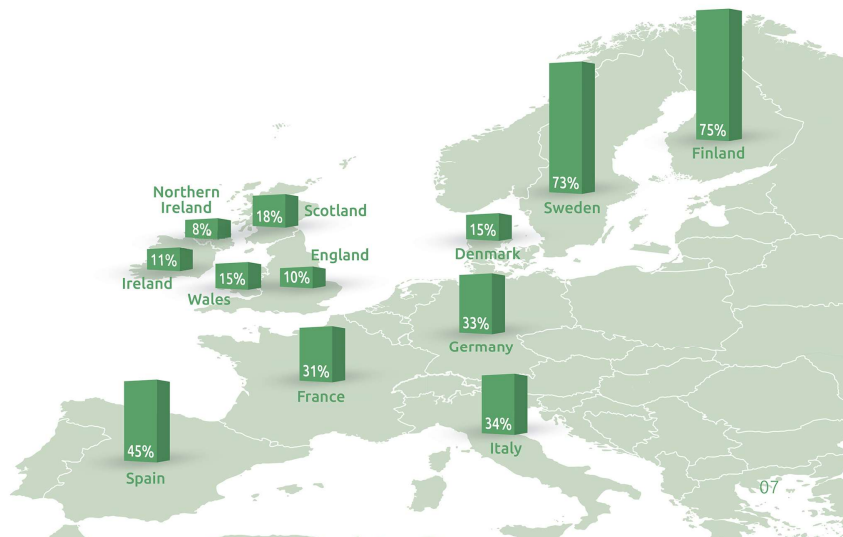 75%
Finland
73%
Sweden
Northern
Ireland
8%
18%
Scotland
15%
Denmark
11%
Ireland
15%
Wales
England
10%
33%
Germany
31%
France
34%
Italy
45%
Spain
07